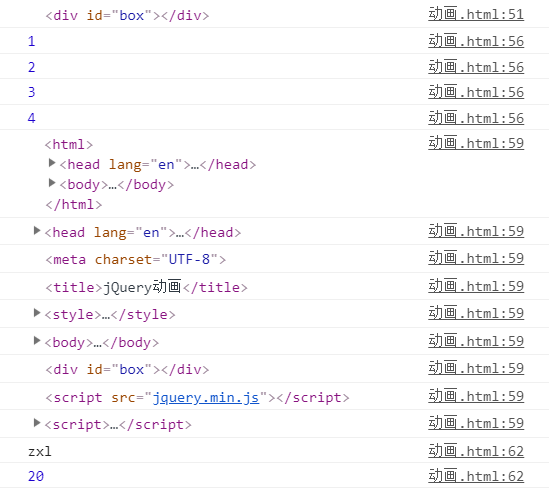 <div id="box"></div> 动画.html:51
1 动画.html:56
2 动画.html:56
3 动画.html:56
4 动画.html:56
<html> 动画.html:59
<head lang="en">…</head>
<body>…</body>
</html>
<head lang="en">…</head> 动画.html:59
<meta charset="UTF-8"> 动画.html:59
<title>jQuery动画</title> 动画.html:59
<style>…</style> 动画.html:59
<body>…</body> 动画.html:59
<div id="box"></div> 动画.html:59
<script src="jquery.min.js"></script> 动画.html:59
<script>…</script> 动画.html:59
zxl 动画.html:62
20 动画.html:62